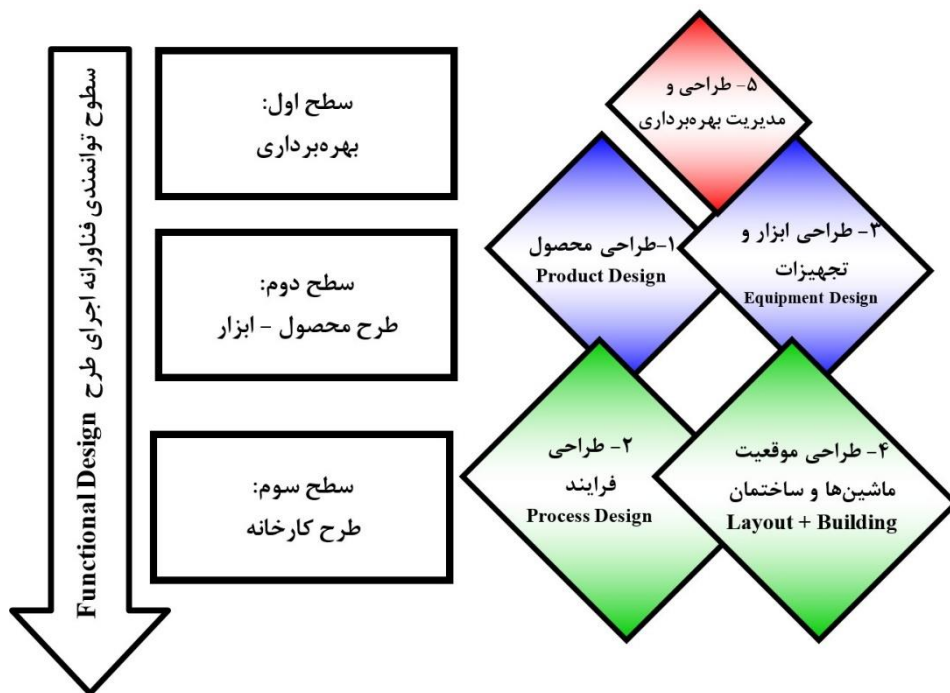 سطوح توانمندی فناورانه اجرای طرح Functional Design
سطح اول:
بهره‌برداری
سطح دوم:
طرح محصول – ابزار
سطح سوم:
طرح کارخانه
۵- طراحی و
مدیریت بهره‌برداری
۱-طراحی محصول
Product Design
۳- طراحی ابزار و
تجهیزات
Equipment Design
۲- طراحی
فرایند
Process Design
۴- طراحی موقعیت
ماشین‌ها و ساختمان
Layout + Building